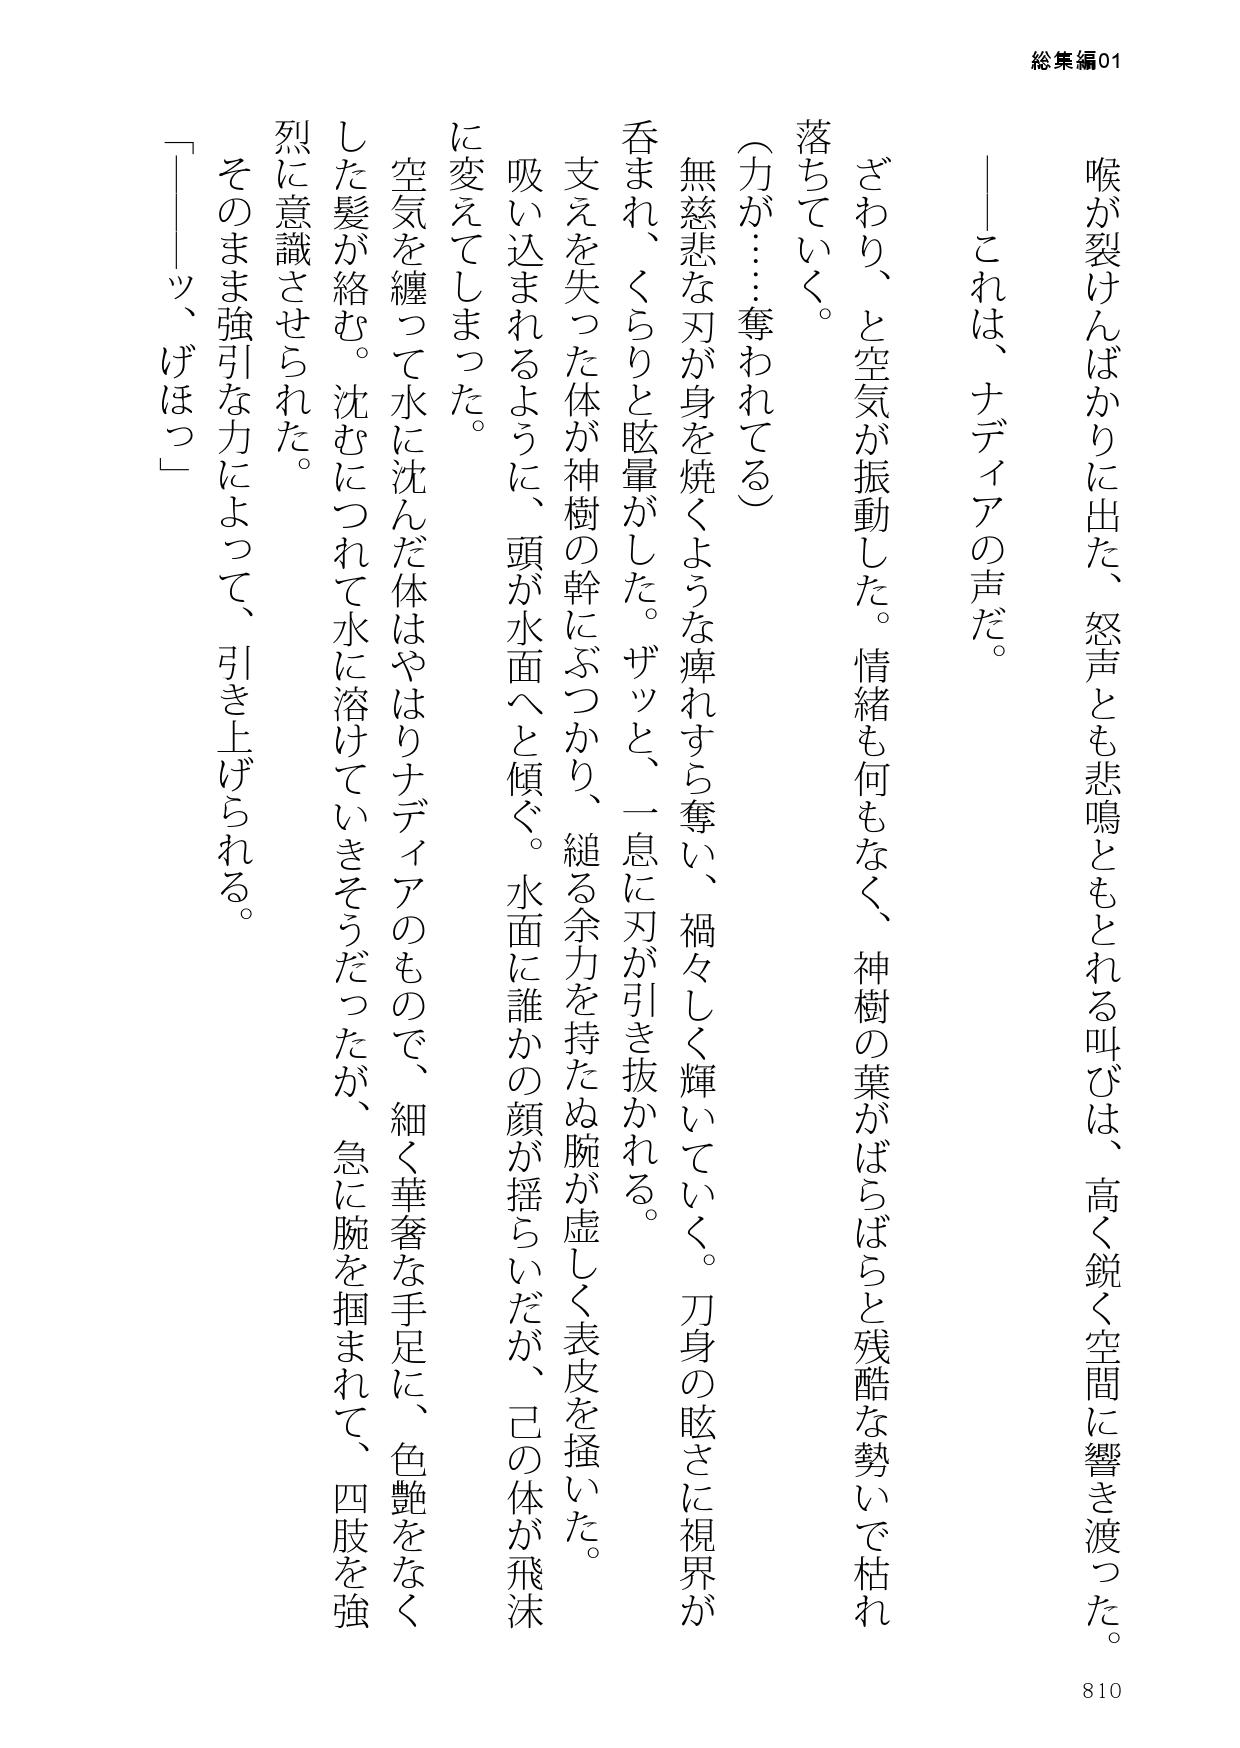 総集編01
喉が裂けんばかりに出た、怒声とも悲鳴ともとれる叫びは、高く鋭く空間に響き渡った。
――これは、ナディアの声だ。
ざわり、と空気が振動した。情緒も何もなく、神樹の葉がばらばらと残酷な勢いで枯れ
落ちていく。
（力が……奪われてる）
無慈悲な刃が身を焼くような痺れすら奪い、禍々しく輝いていく。刀身の眩さに視界が
呑まれ、くらりと眩暈がした。ザッと、一息に刃が引き抜かれる。
支えを失った体が神樹の幹にぶつかり、縋る余力を持たぬ腕が虚しく表皮を掻いた。
吸い込まれるように、頭が水面へと傾ぐ。水面に誰かの顔が揺らいだが、己の体が飛沫
に変えてしまった。
空気を纏って水に沈んだ体はやはりナディアのもので、細く華奢な手足に、色艶をなく
した髪が絡む。沈むにつれて水に溶けていきそうだったが、急に腕を掴まれて、四肢を強
烈に意識させられた。
そのまま強引な力によって、引き上げられる。
「―――ッ、げほっ」
810